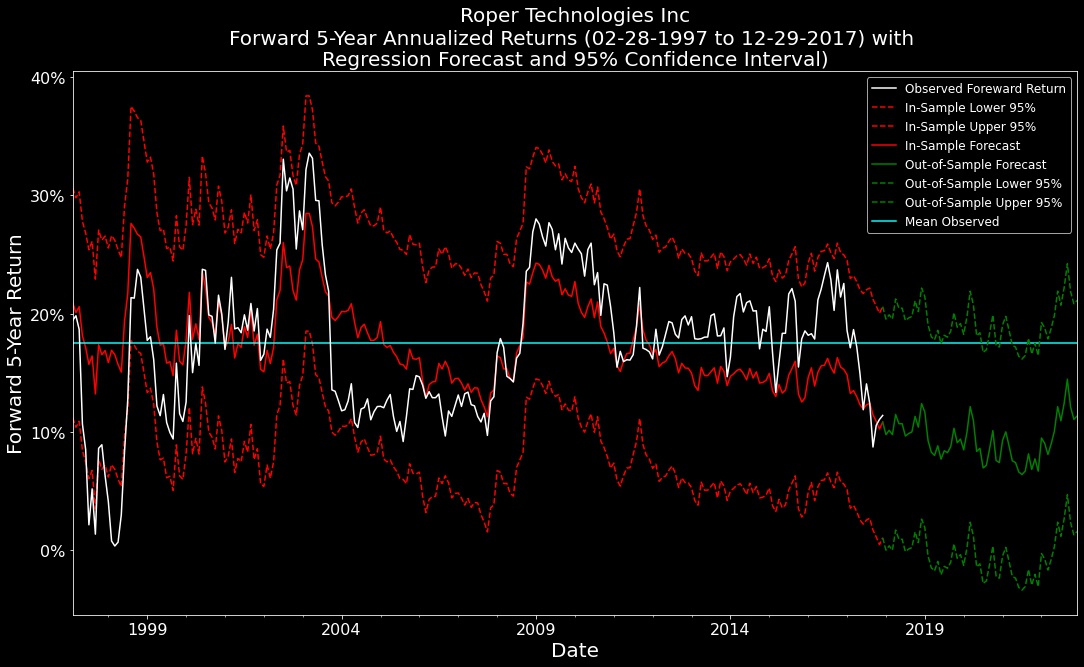 Roper Technologies Inc
Forward 5-Year Annualized Returns (02-28-1997 to 12-29-2017) with
Regression Forecast and 95% Confidence Interval)
40%
30%
20%
10%
0%
Forward 5-Year Return
Observed Foreward Return
In-Sample Lower 95%
In-Sample Upper 95%
In-Sample Forecast
Out-of-Sample Forecast
Out-of-Sample Lower 95%
Out-of-Sample Upper 95%
Mean Observed
1999
2004
2009
2014
2019
Date